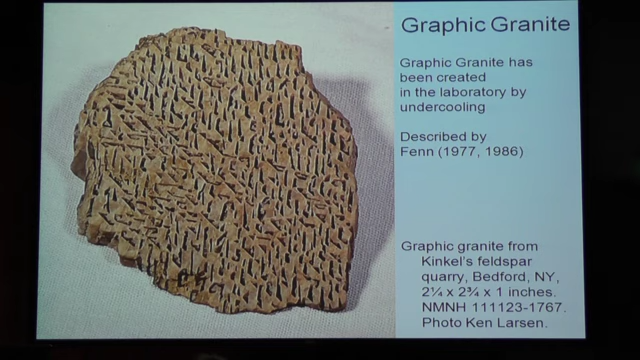 Graphic Granite
Graphic Granite has
been created
in the laboratory by
undercooling
Described by
Fenn (1977, 1986)
Graphic granite from
Kinkel's feldspar
quarry, Bedford, NY,
2¼ x 2¾ x 1 inches.
NMNH 111123-1767.
Photo Ken Larsen.